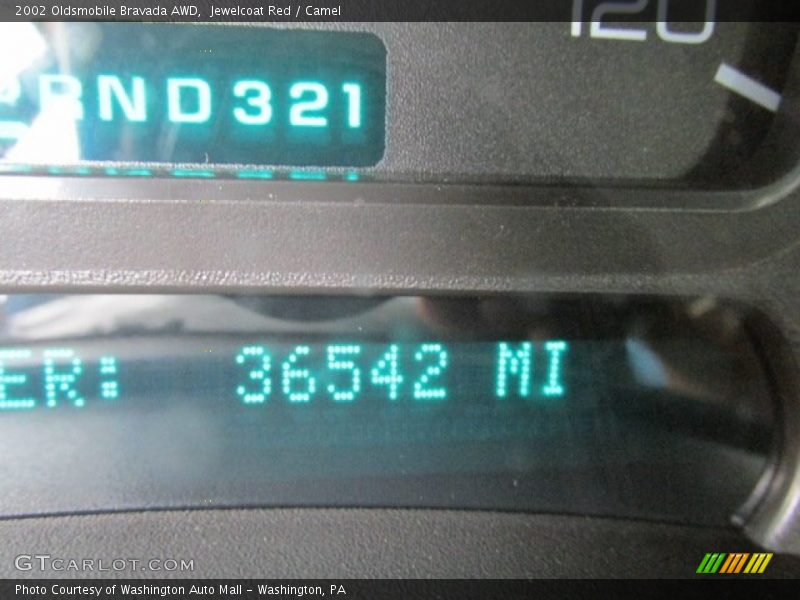 2002 Oldsmobile Bravada AWD, Jewelcoat Red / Camel
120
PRND321
ER: 36542 MI
GTCARLOT.COM
Photo Courtesy of Washington Auto Mall - Washington, PA